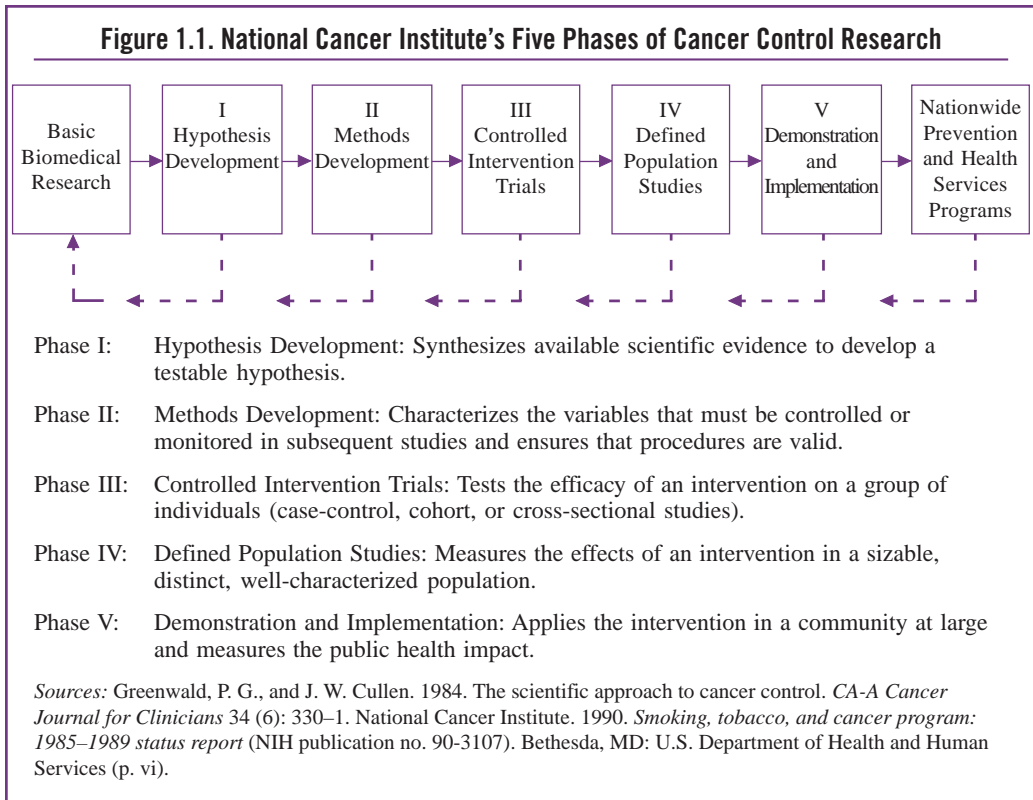 Figure 1.1. National Cancer Institute's Five Phases of Cancer Control Research
Basic
Biomedical
Research
I
Hypothesis
Development
II
Methods
Development
III
Controlled
Intervention
Trials
IV
Defined
Population
Studies
V
Demonstration
and
Implementation
Nationwide
Prevention
and Health
Services
Programs
Phase I: Hypothesis Development: Synthesizes available scientific evidence to develop a
testable hypothesis.
Phase II: Methods Development: Characterizes the variables that must be controlled or
monitored in subsequent studies and ensures that procedures are valid.
Phase III: Controlled Intervention Trials: Tests the efficacy of an intervention on a group of
individuals (case-control, cohort, or cross-sectional studies).
Phase IV: Defined Population Studies: Measures the effects of an intervention in a sizable,
distinct, well-characterized population.
Phase V: Demonstration and Implementation: Applies the intervention in a community at large
and measures the public health impact.
Sources: Greenwald, P. G., and J. W. Cullen. 1984. The scientific approach to cancer control. CA-A Cancer
Journal for Clinicians 34 (6): 330–1. National Cancer Institute. 1990. Smoking, tobacco, and cancer program:
1985–1989 status report (NIH publication no. 90-3107). Bethesda, MD: U.S. Department of Health and Human
Services (p. vi).